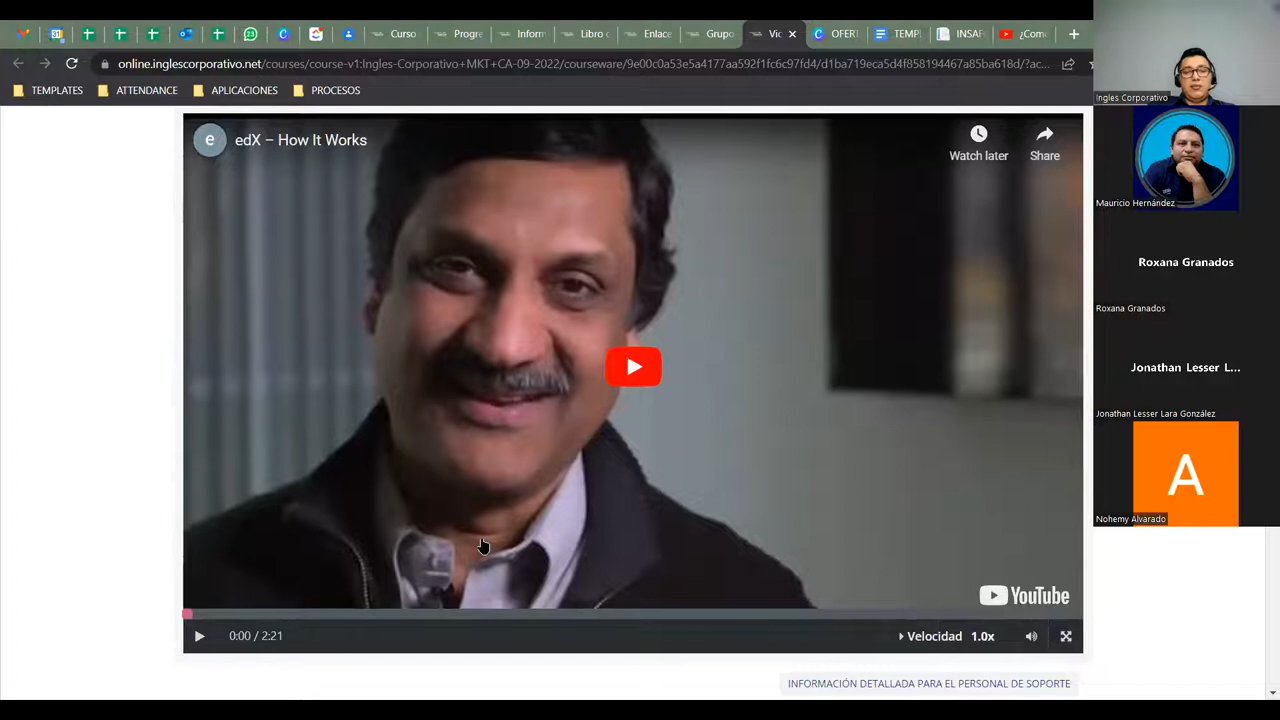 31
23
Curso
Progre
Inform
Libro c
Enlace
Grupo
Vid
OFERT
TEMPL
INSAF
¿Com
online.inglescorporativo.net/courses/course-v1:Ingles-Corporativo+MKT+CA-09-2022/courseware/9e00c0a53e5a4177aa592f1fc6c97fd4/d1ba719eca5d4f858194467a85ba618d/?ac...
TEMPLATES
ATTENDANCE
APLICACIONES
PROCESOS
e
edX – How It Works
Watch later
Share
YouTube
0:00 / 2:21
Velocidad 1.0x
INFORMACIÓN DETALLADA PARA EL PERSONAL DE SOPORTE
Ingles Corporativo
Mauricio Hernández
Roxana Granados
Roxana Granados
Jonathan Lesser L...
Jonathan Lesser Lara González
A
Nohemy Alvarado